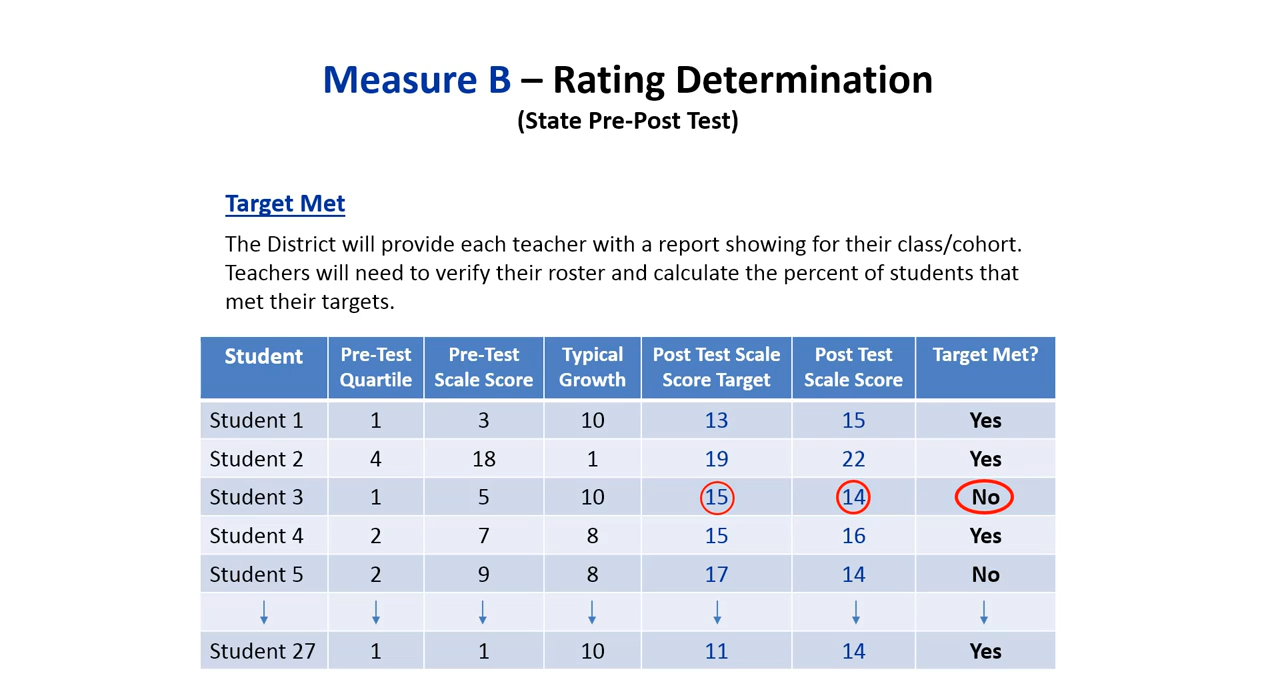 Measure B – Rating Determination
(State Pre-Post Test)
Target Met
The District will provide each teacher with a report showing for their class/cohort.
Teachers will need to verify their roster and calculate the percent of students that
met their targets.
Student Pre-Test Quartile Pre-Test Scale Score Typical Growth Post Test Scale Score Target Post Test Scale Score Target Met?
Student 1 1 3 10 13 15 Yes
Student 2 4 18 1 19 22 Yes
Student 3 1 5 10 15 14 No
Student 4 2 7 8 15 16 Yes
Student 5 2 9 8 17 14 No
Student 27 1 1 10 11 14 Yes